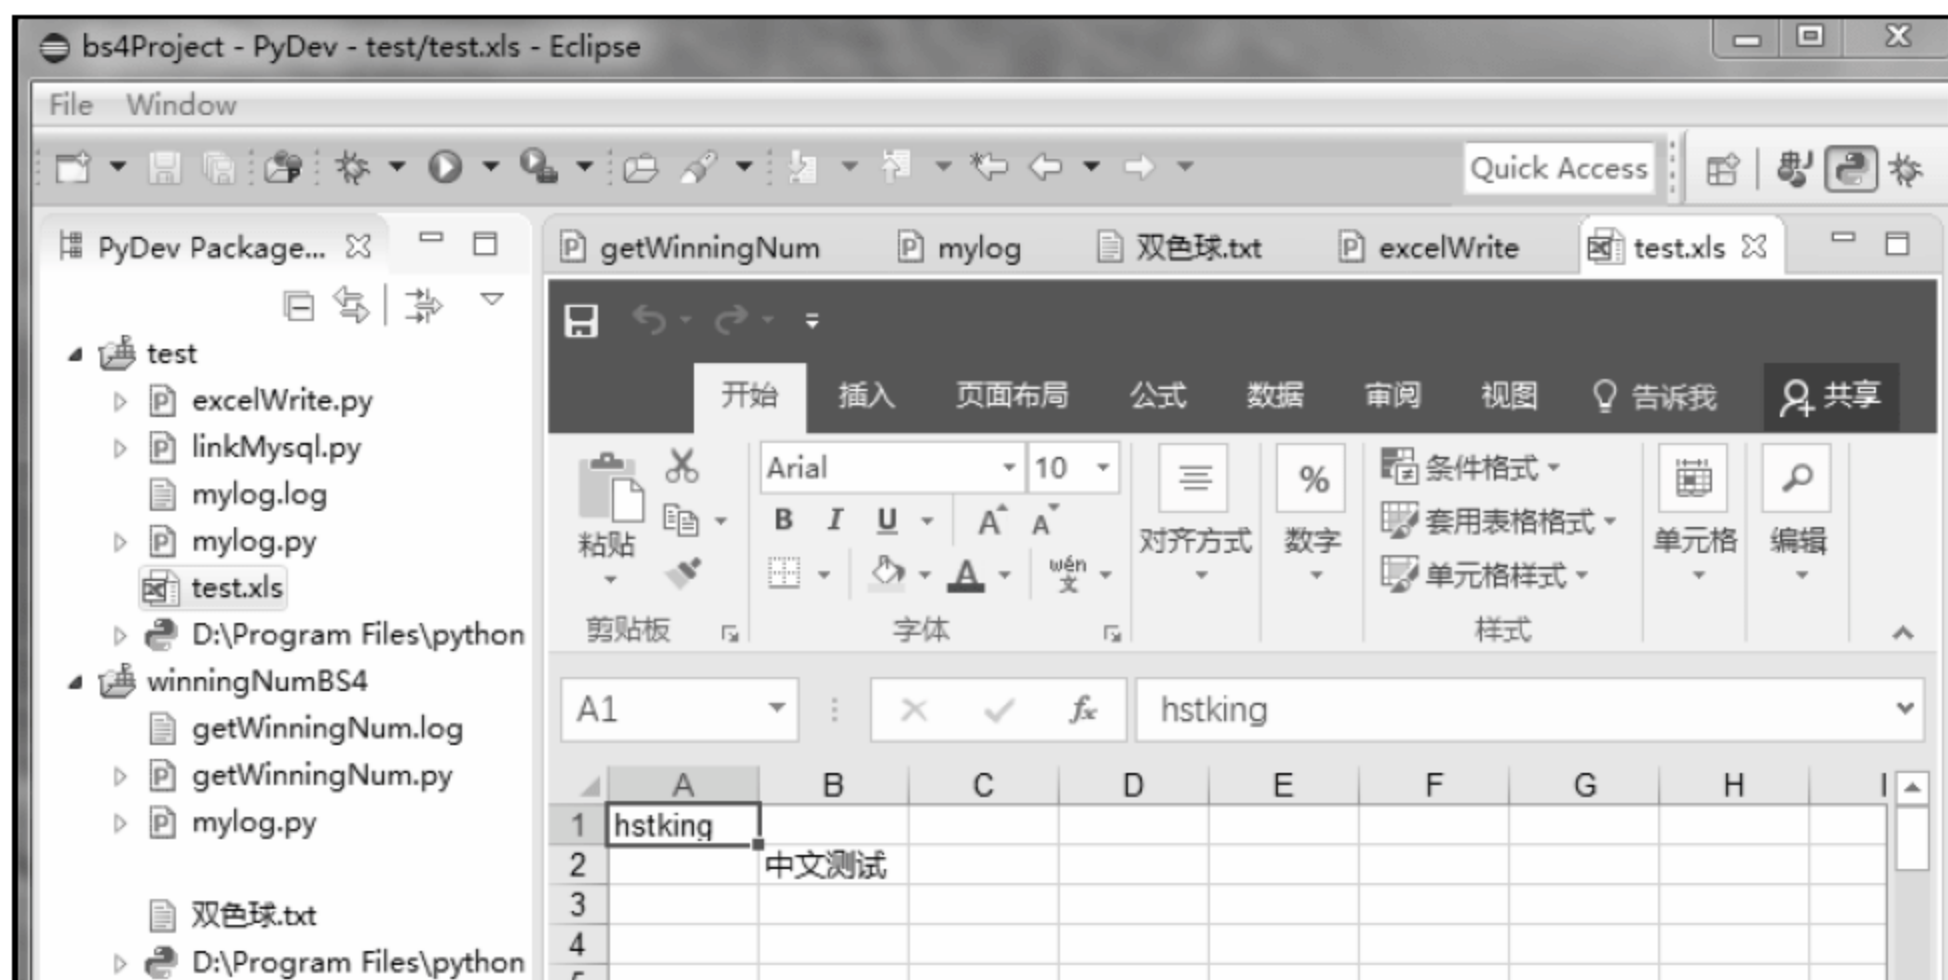 bs4Project - PyDev - test/test.xls - Eclipse
File Window
Quick Access
PyDev Package...
getWinningNum mylog 双色球.txt excelWrite test.xls
test
excelWrite.py
linkMysql.py
mylog.log
mylog.py
test.xls
D:\Program Files\python
winningNumBS4
getWinningNum.log
getWinningNum.py
mylog.py
双色球.txt
D:\Program Files\python
开始 插入 页面布局 公式 数据 审阅 视图 告诉我 共享
Arial 10 % 条件格式
B I U A A 套用表格格式
粘贴 对齐方式 数字 单元格 编辑
A wén 文 单元格样式
剪贴板 字体 样式
A1 fx hstking
A B C D E F G H I
1 hstking
2 中文测试
3
4
5